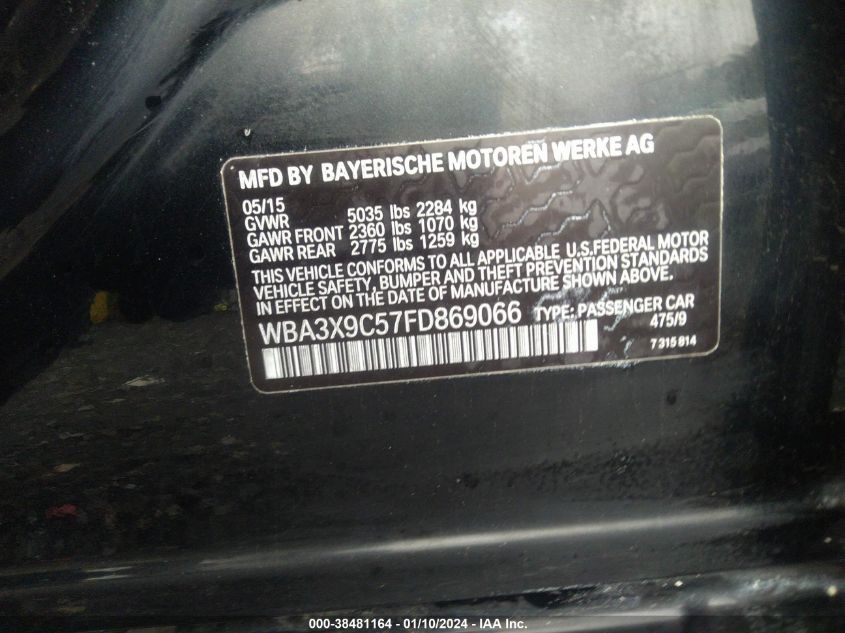 MFD BY BAYERISCHE MOTOREN WERKE AG
05/15
GVWR 5035 lbs 2284 kg
GAWR FRONT 2360 lbs 1070 kg
GAWR REAR 2775 lbs 1259 kg
THIS VEHICLE CONFORMS TO ALL APPLICABLE U.S.FEDERAL MOTOR
VEHICLE SAFETY, BUMPER AND THEFT PREVENTION STANDARDS
IN EFFECT ON THE DATE OF MANUFACTURE SHOWN ABOVE.
WBA3X9C57FD869066 TYPE: PASSENGER CAR
475/9
7 315 814
000-38481164 - 01/10/2024 - IAA Inc.